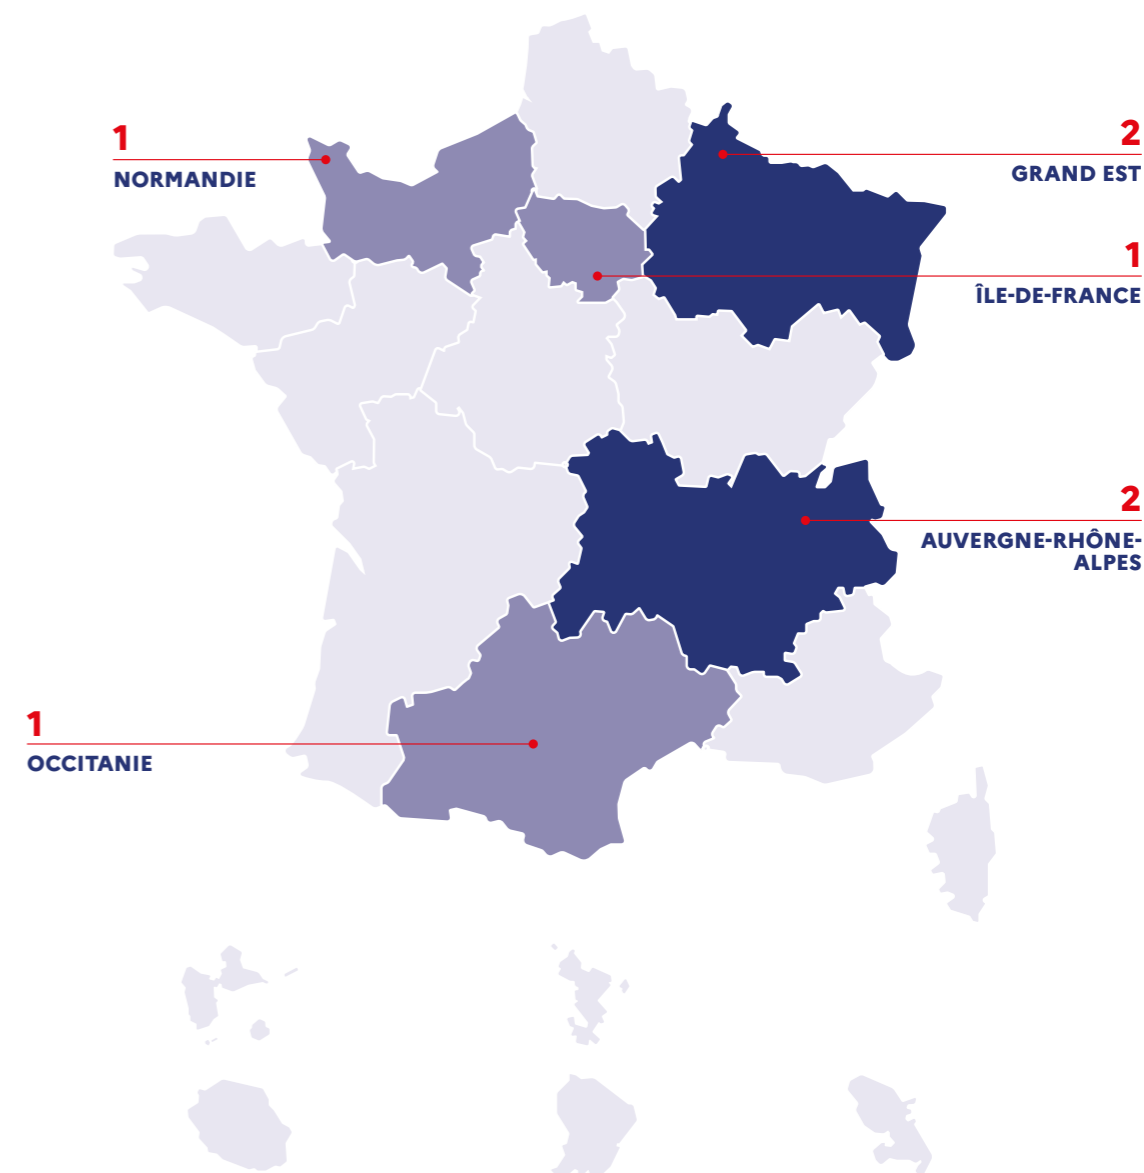 1
NORMANDIE
2
GRAND EST
1
ÎLE-DE-FRANCE
2
AUVERGNE-RHÔNE-
ALPES
1
OCCITANIE